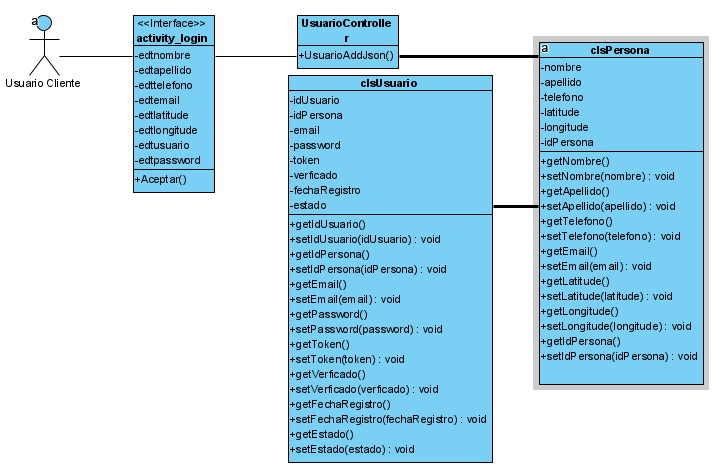 a
Usuario Cliente
<<Interface>>
activity_login
-edtnombre
-edtapellido
-edttelefono
-edtemail
-edtlatitude
-edtlongitude
-edtusuario
-edtpassword
+Aceptar()
UsuarioControlle
r
+UsuarioAddJson()
clsUsuario
-idUsuario
-idPersona
-email
-password
-token
-verficado
-fechaRegistro
-estado
+getIdUsuario()
+setIdUsuario(idUsuario) : void
+getIdPersona()
+setIdPersona(idPersona) : void
+getEmail()
+setEmail(email) : void
+getPassword()
+setPassword(password) : void
+getToken()
+setToken(token) : void
+getVerficado()
+setVerficado(verficado) : void
+getFechaRegistro()
+setFechaRegistro(fechaRegistro) : void
+getEstado()
+setEstado(estado) : void
a
clsPersona
-nombre
-apellido
-telefono
-latitude
-longitude
-idPersona
+getNombre()
+setNombre(nombre) : void
+getApellido()
+setApellido(apellido) : void
+getTelefono()
+setTelefono(telefono) : void
+getEmail()
+setEmail(email) : void
+getLatitude()
+setLatitude(latitude) : void
+getLongitude()
+setLongitude(longitude) : void
+getIdPersona()
+setIdPersona(idPersona) : void